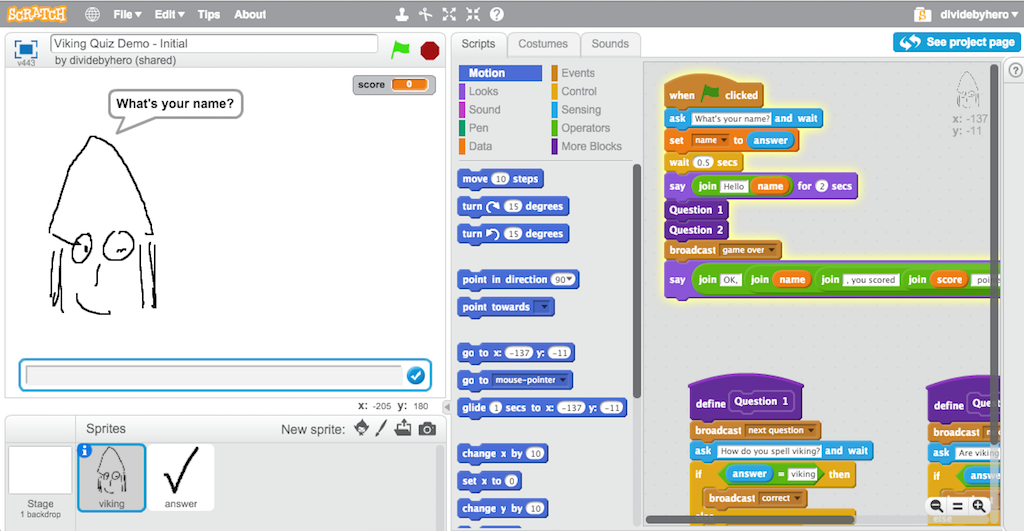 SCRATCH File Edit Tips About dividebyhero
v443 Viking Quiz Demo - Initial
by dividebyhero (shared)
See project page
Scripts Costumes Sounds
score 0
What's your name?
x: -205 y: 180
Sprites New sprite:
Stage
1 backdrop
viking
answer
Motion Events
Looks Control
Sound Sensing
Pen Operators
Data More Blocks
move 10 steps
turn 15 degrees
turn 15 degrees
point in direction 90
point towards
go to x: -137 y: -11
go to mouse-pointer
glide 1 secs to x: -137 y: -11
change x by 10
set x to 0
change y by 10
x: -137
y: -11
when clicked
ask What's your name? and wait
set name to answer
wait 0.5 secs
say join Hello name for 2 secs
Question 1
Question 2
broadcast game over
say join OK, join name join , you scored join score
define Question 1
broadcast next question
ask How do you spell viking? and wait
if answer = viking then
broadcast correct
else
define
broadcast
ask Are viking
if answ
else